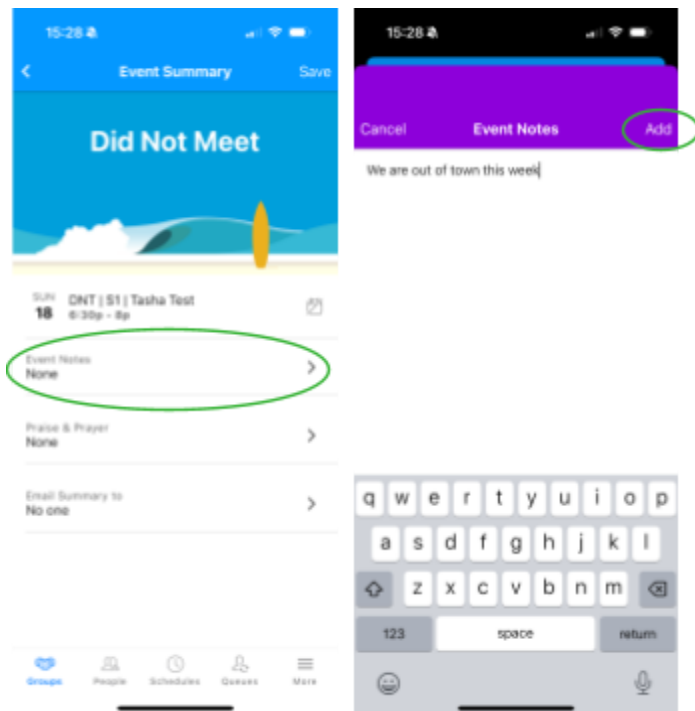 15:28
Event Summary
Save
Did Not Meet
SUN
18
DNT | S1 | Tasha Test
6:30p - 8p
Event Notes
None
Praise & Prayer
None
Email Summary to
No one
Groups
People
Schedules
Queues
More
15:28
Cancel
Event Notes
Add
We are out of town this week
q w e r t y u i o p
a s d f g h j k l
z x c v b n m
123
space
return